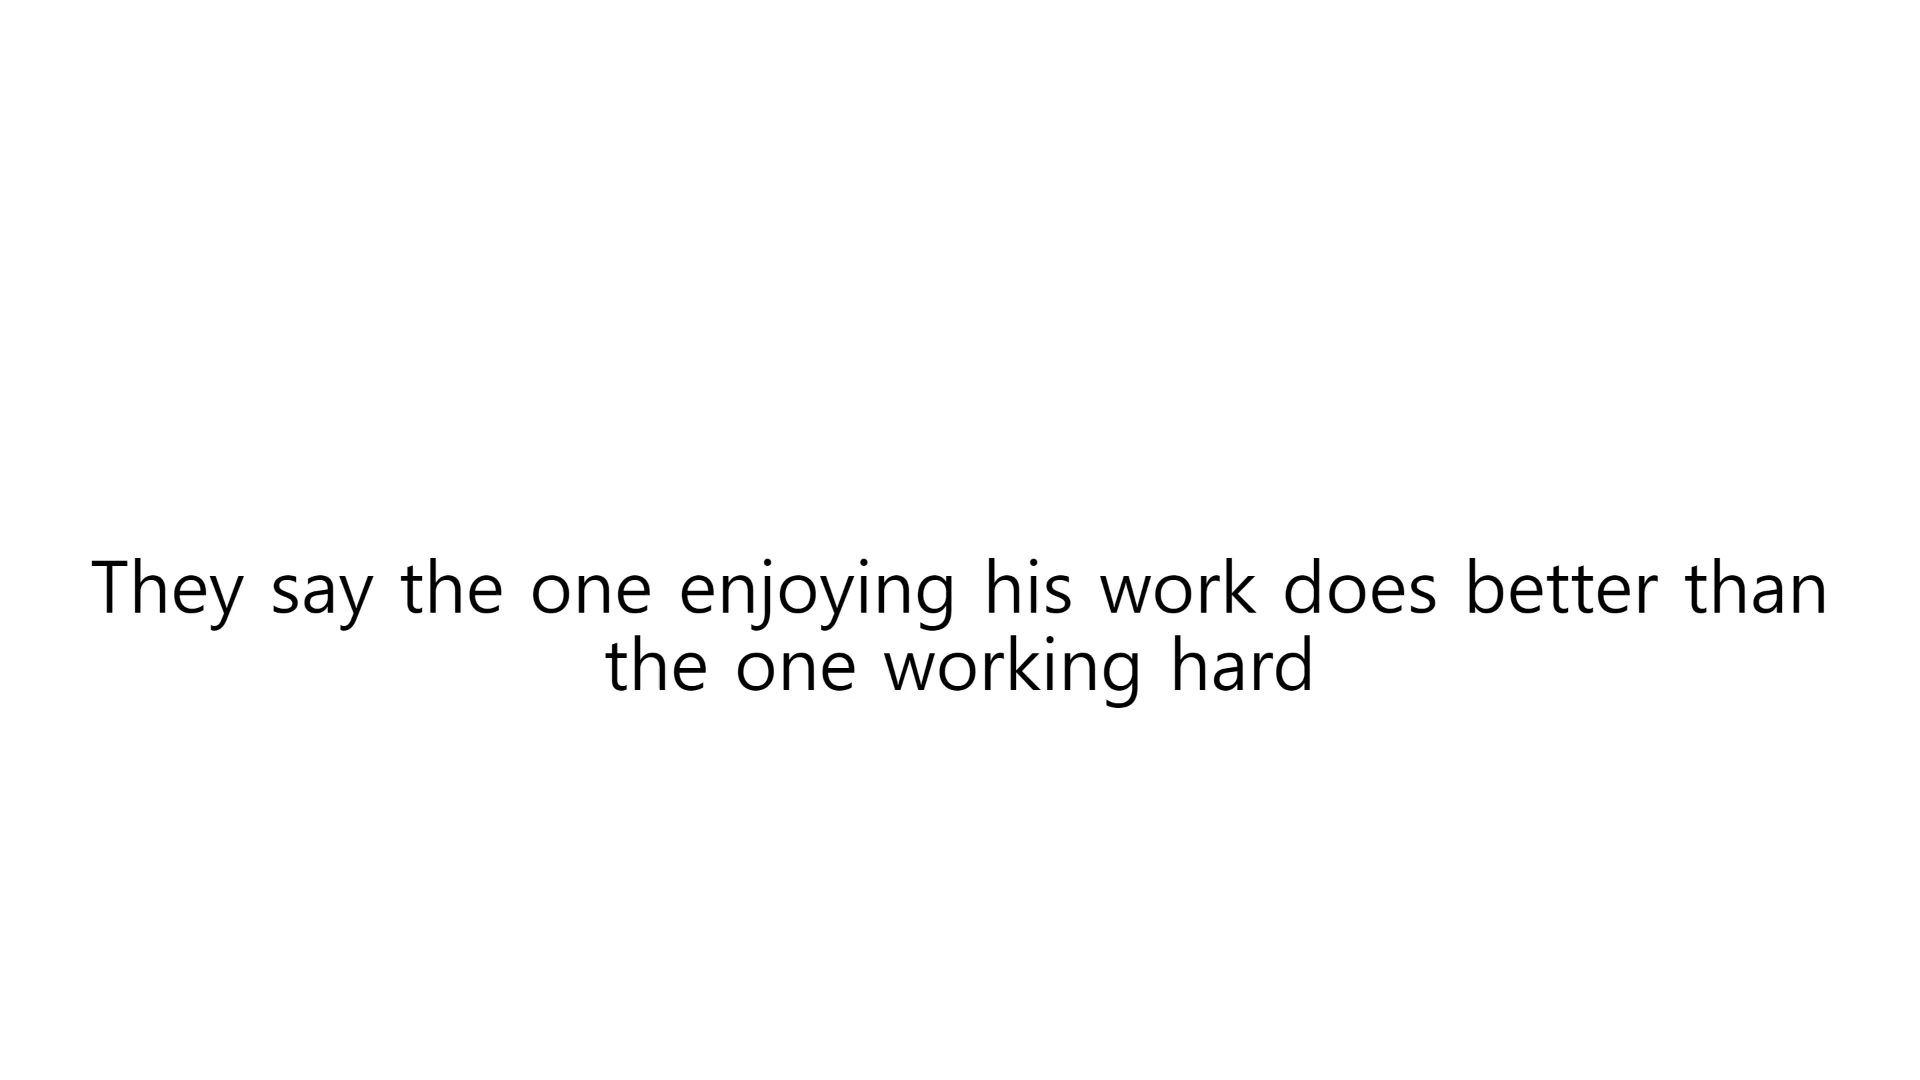 They say the one enjoying his work does better than
the one working hard